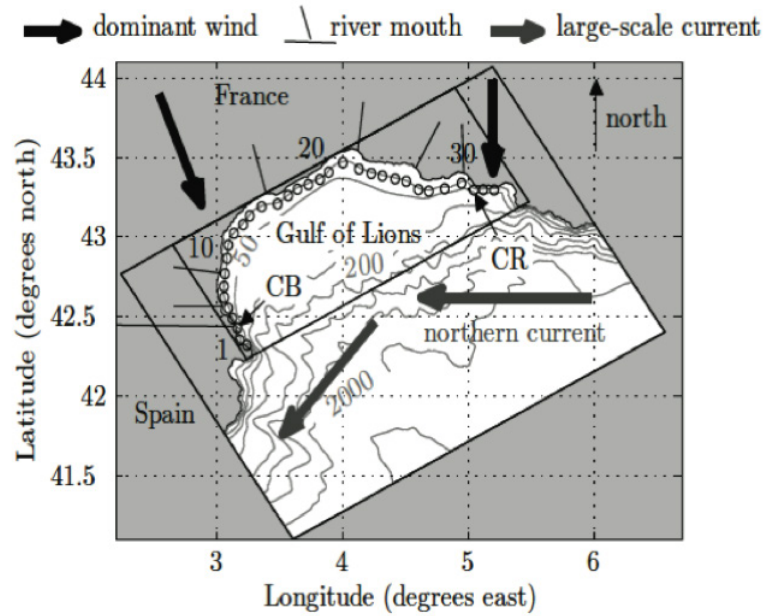 dominant wind river mouth large-scale current
44
France
north
43.5
20
30
Latitude (degrees north)
43
10
50
Gulf of Lions
200
CR
CB
42.5
northern current
1
2000
42
Spain
41.5
3 4 5 6
Longitude (degrees east)